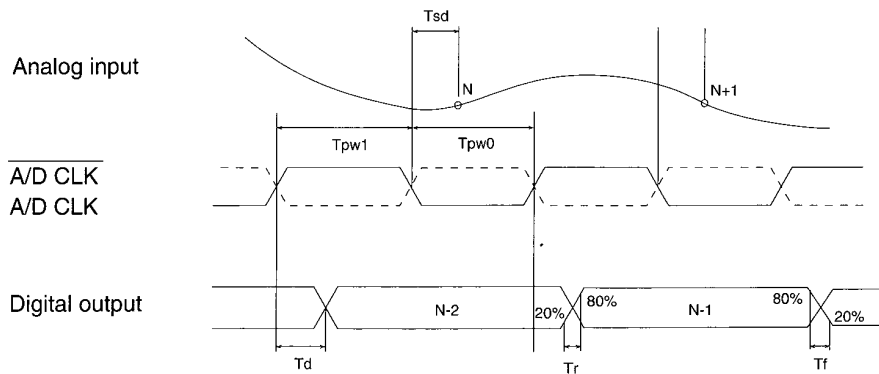 Tsd
Analog input
N
N+1
Tpw1
Tpw0
A/D CLK
A/D CLK
Digital output
N-2
20%
80%
N-1
80%
20%
Td
Tr
Tf